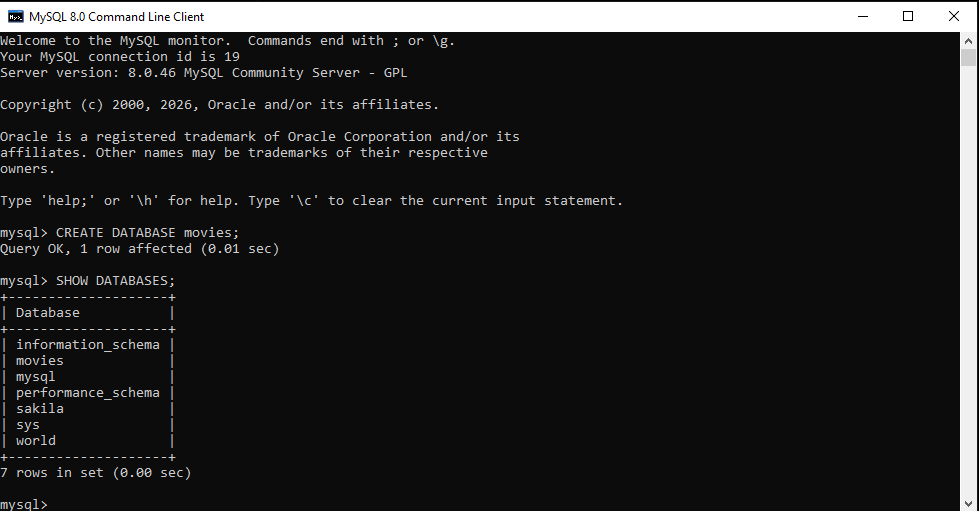 MySQL 8.0 Command Line Client
Welcome to the MySQL monitor.  Commands end with ; or \g.
Your MySQL connection id is 19
Server version: 8.0.46 MySQL Community Server - GPL

Copyright (c) 2000, 2026, Oracle and/or its affiliates.

Oracle is a registered trademark of Oracle Corporation and/or its
affiliates. Other names may be trademarks of their respective
owners.

Type 'help;' or '\h' for help. Type '\c' to clear the current input statement.

mysql> CREATE DATABASE movies;
Query OK, 1 row affected (0.01 sec)

mysql> SHOW DATABASES;
+--------------------+
| Database           |
+--------------------+
| information_schema |
| movies             |
| mysql              |
| performance_schema |
| sakila             |
| sys                |
| world              |
+--------------------+
7 rows in set (0.00 sec)

mysql>